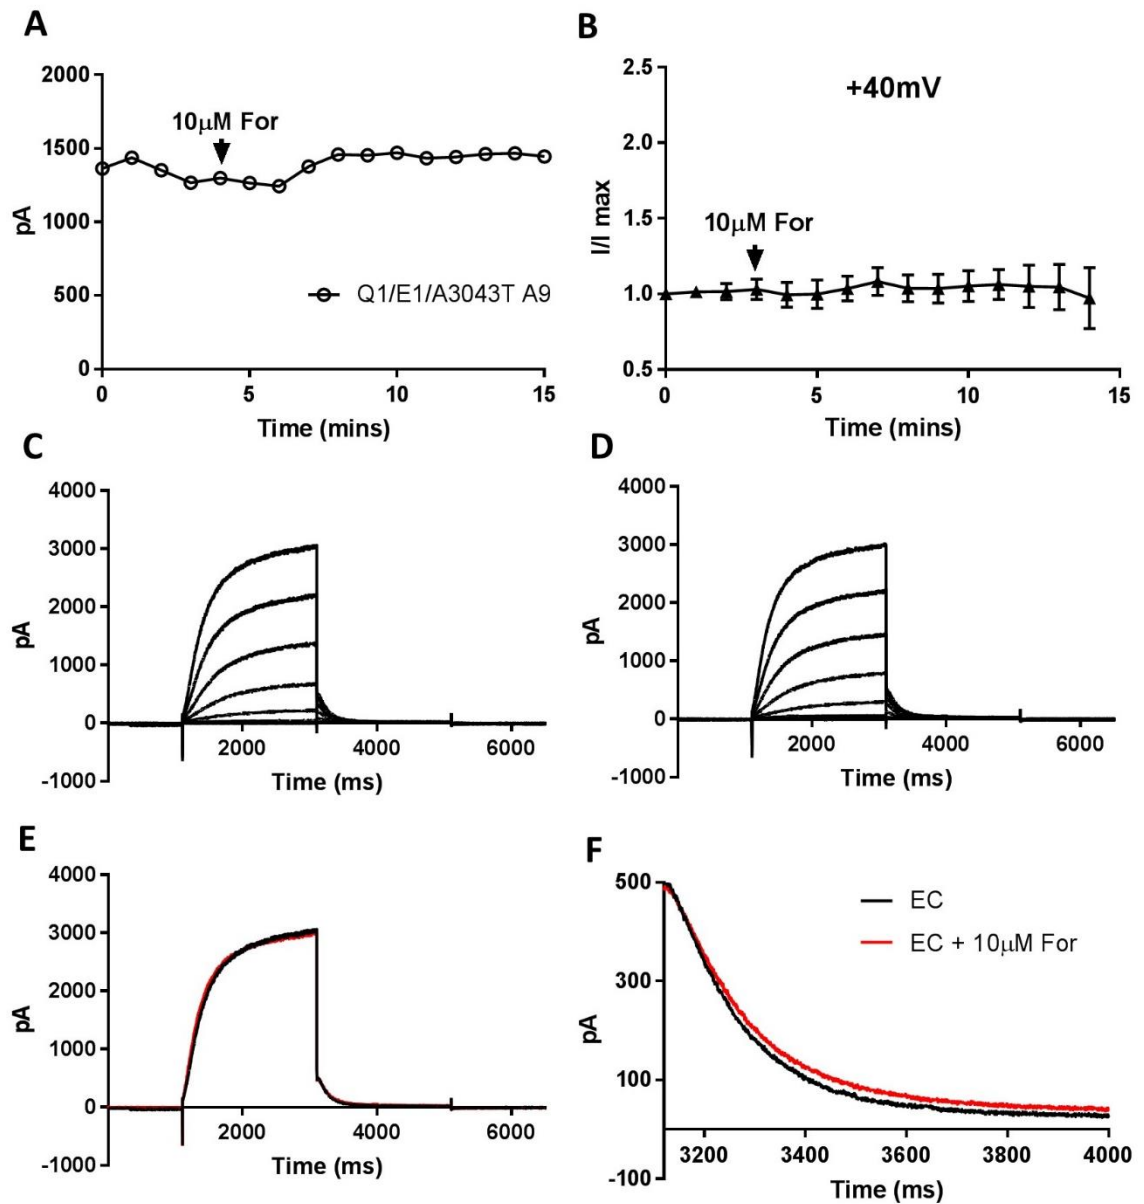 A
2000
1500
1000
500
0
pA
10μM For
Q1/E1/A3043T A9
0 5 10 15
Time (mins)
B
2.5
2.0
1.5
1.0
0.5
I/I max
+40mV
10μM For
0 5 10 15
Time (mins)
C
4000
3000
2000
1000
0
-1000
pA
2000 4000 6000
Time (ms)
D
4000
3000
2000
1000
0
-1000
pA
2000 4000 6000
Time (ms)
E
4000
3000
2000
1000
0
-1000
pA
2000 4000 6000
Time (ms)
F
500
300
100
-100
pA
EC
EC + 10μM For
3200 3400 3600 3800 4000
Time (ms)